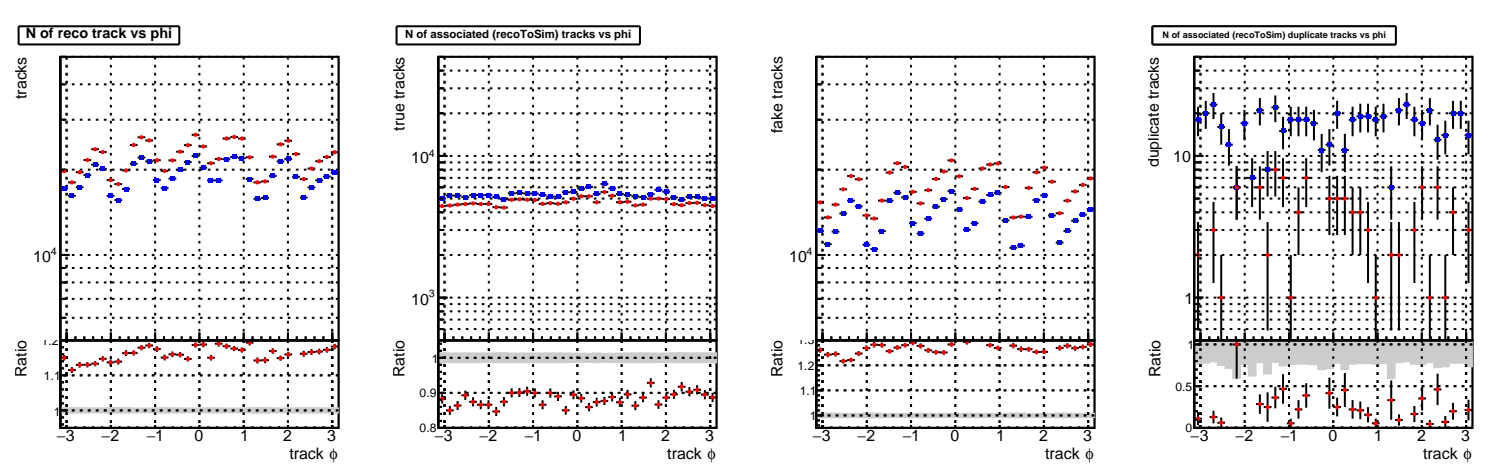 N of reco track vs phi
tracks
10⁴
Ratio
1.2
1.1
1
−3 −2 −1 0 1 2 3
track ϕ
N of associated (recoToSim) tracks vs phi
true tracks
10⁴
10³
Ratio
1
0.9
0.8
−3 −2 −1 0 1 2 3
track ϕ
fake tracks
10⁴
Ratio
1.3
1.2
1.1
1
−3 −2 −1 0 1 2 3
track ϕ
N of associated (recoToSim) duplicate tracks vs phi
duplicate tracks
10
1
Ratio
1
0.5
0
−3 −2 −1 0 1 2 3
track ϕ